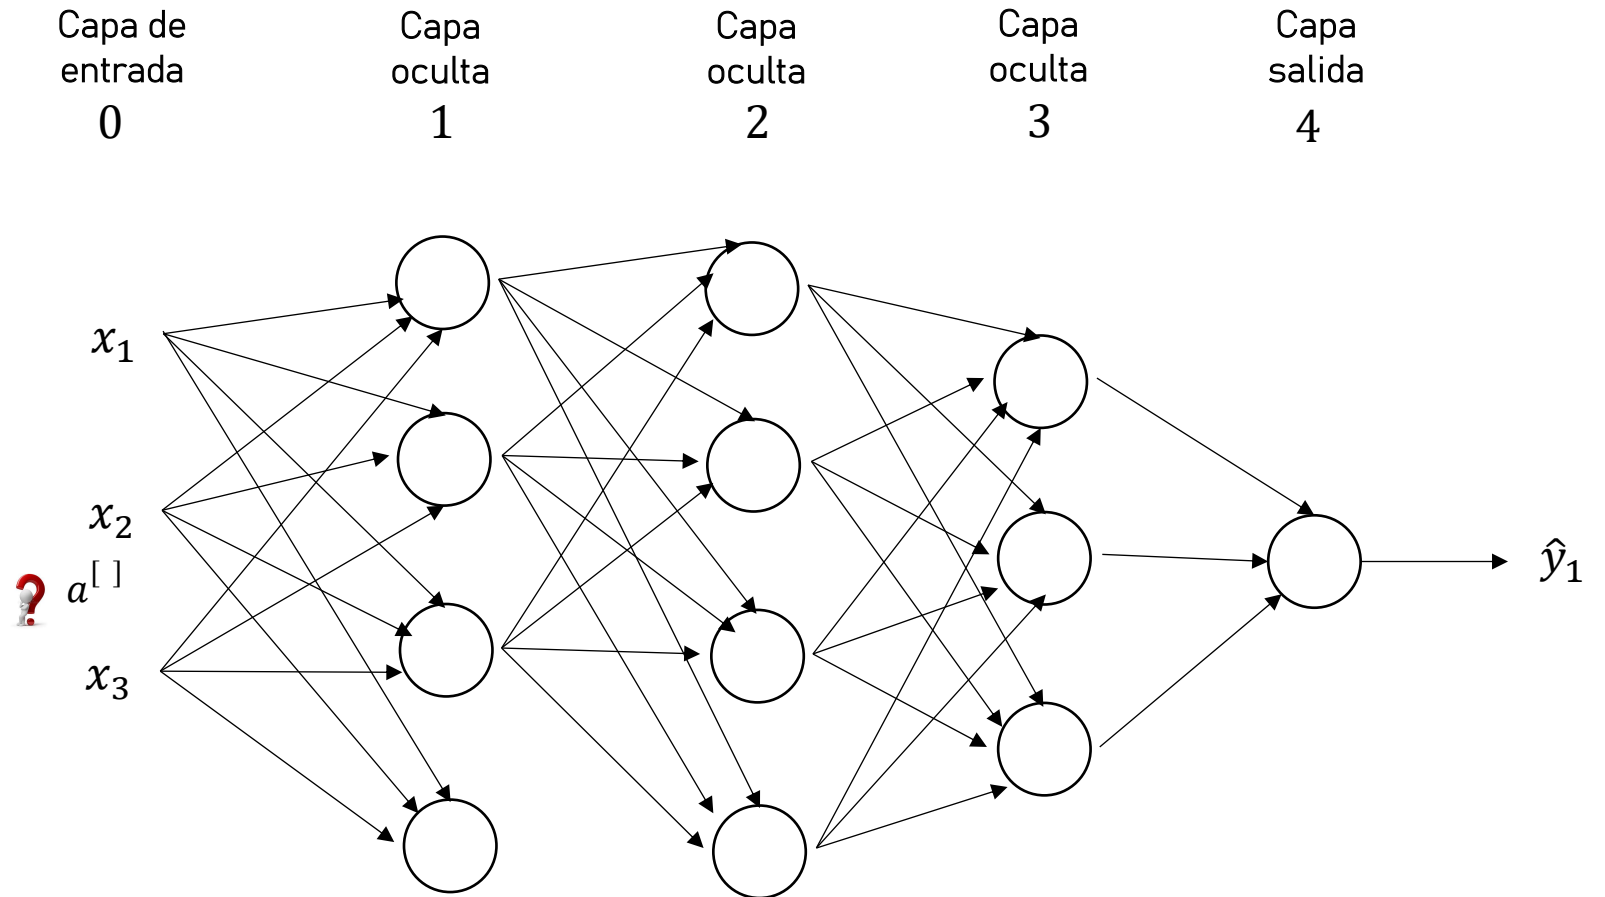 Capa de
entrada
0
Capa
oculta
1
Capa
oculta
2
Capa
oculta
3
Capa
salida
4
x₁
x₂
? a^[ ]
x₃
ŷ₁